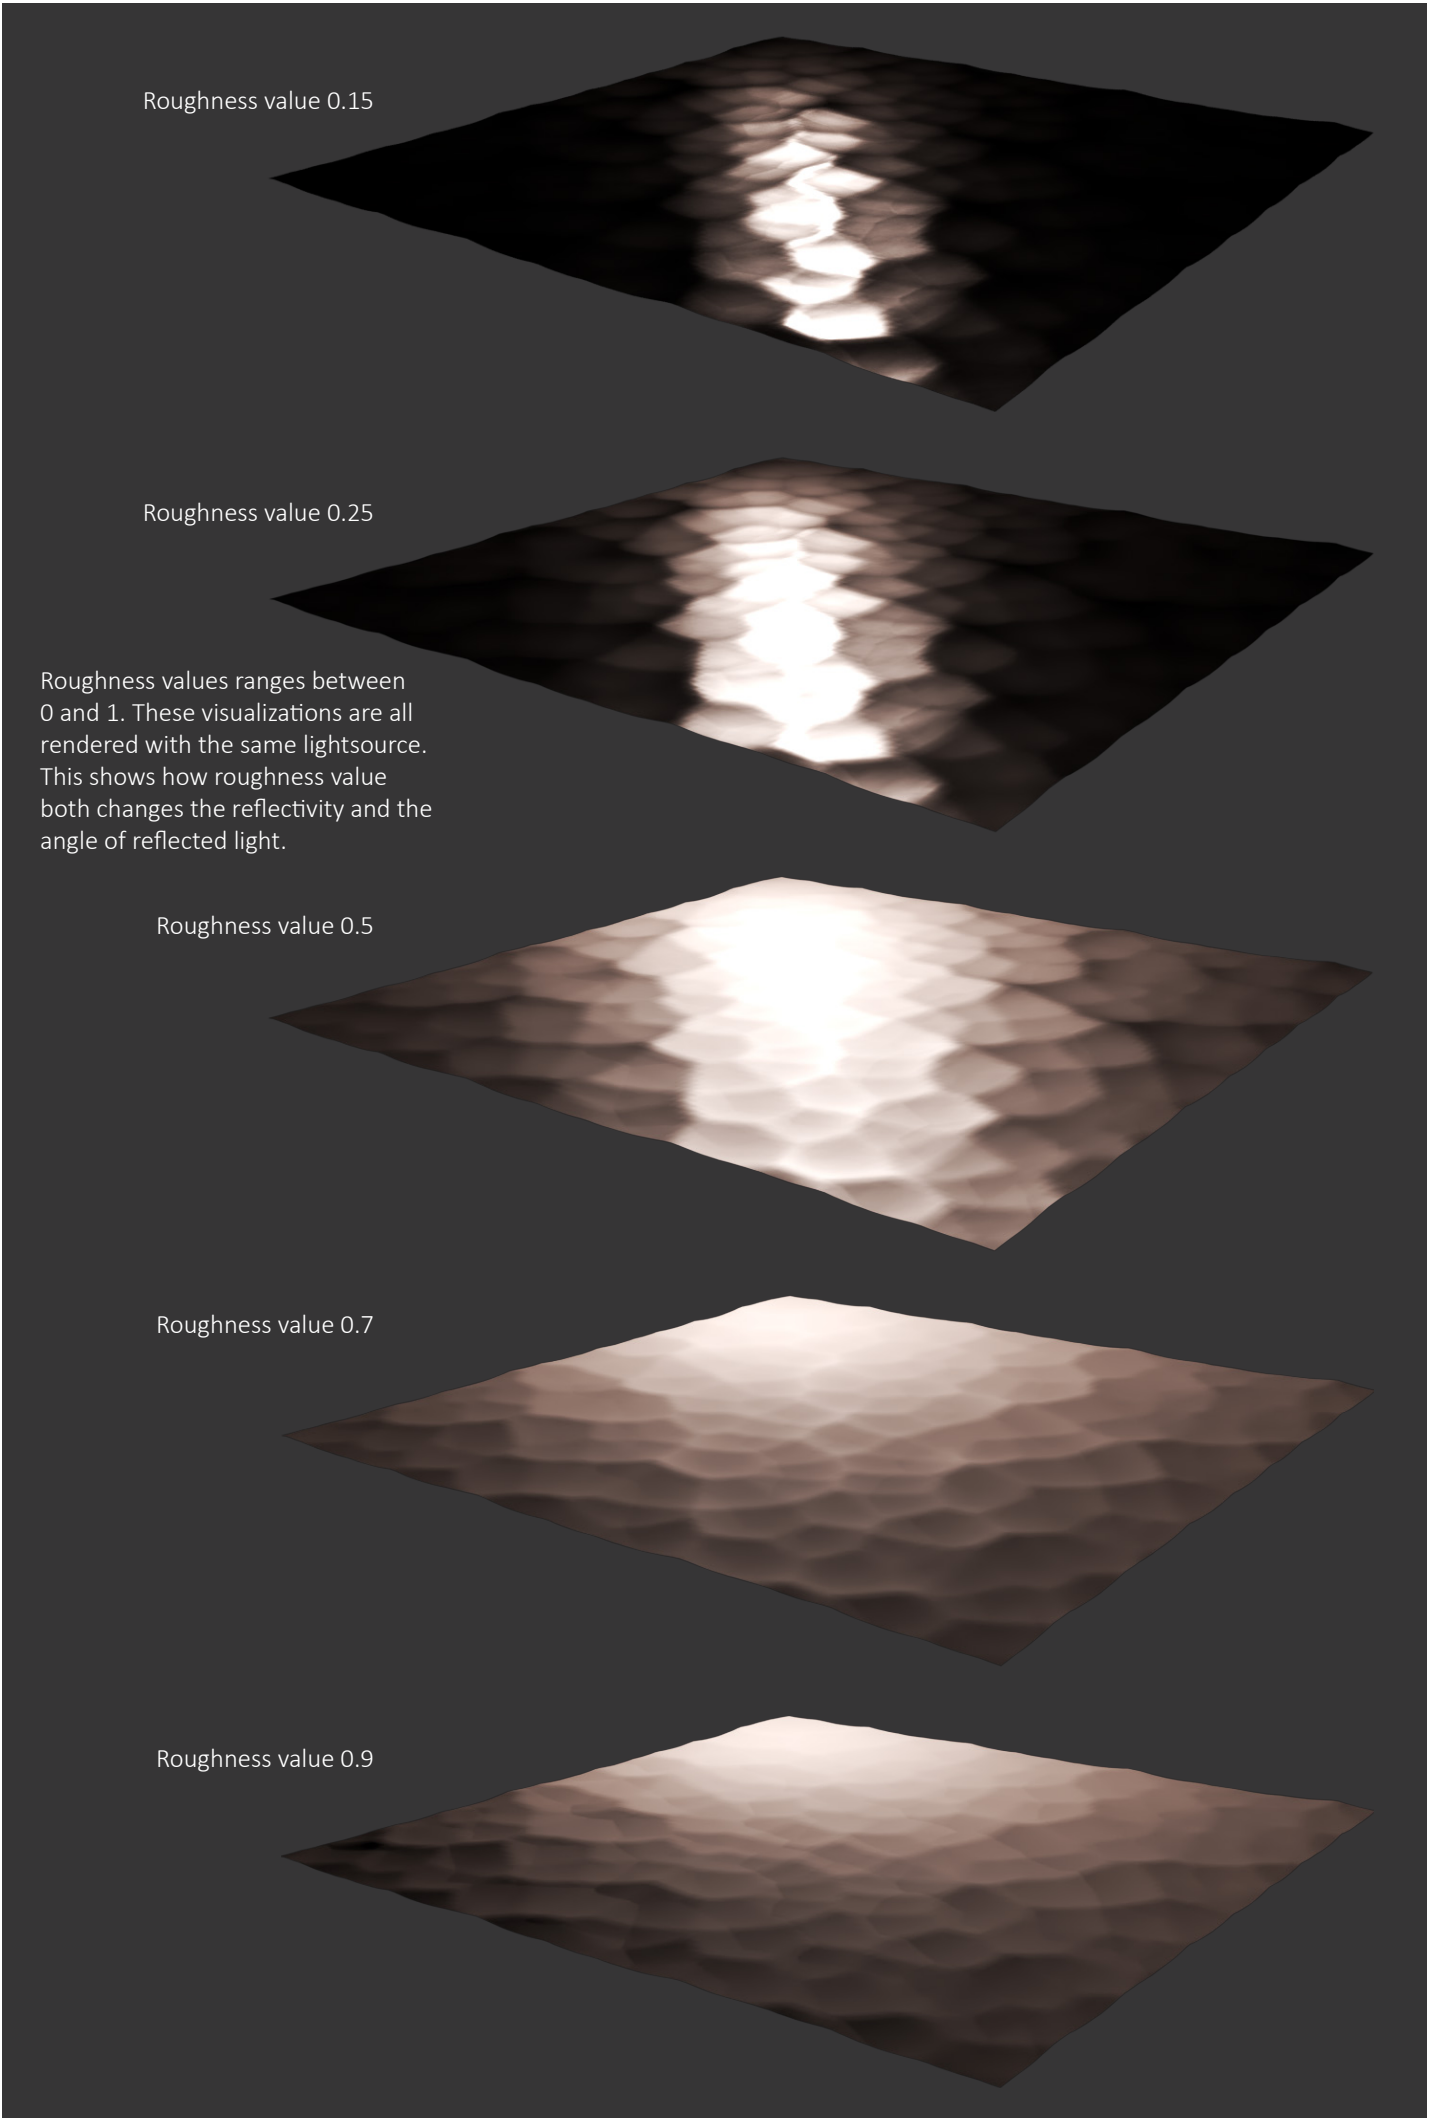 Roughness value 0.15
Roughness value 0.25
Roughness values ranges between
0 and 1. These visualizations are all
rendered with the same lightsource.
This shows how roughness value
both changes the reflectivity and the
angle of reflected light.
Roughness value 0.5
Roughness value 0.7
Roughness value 0.9